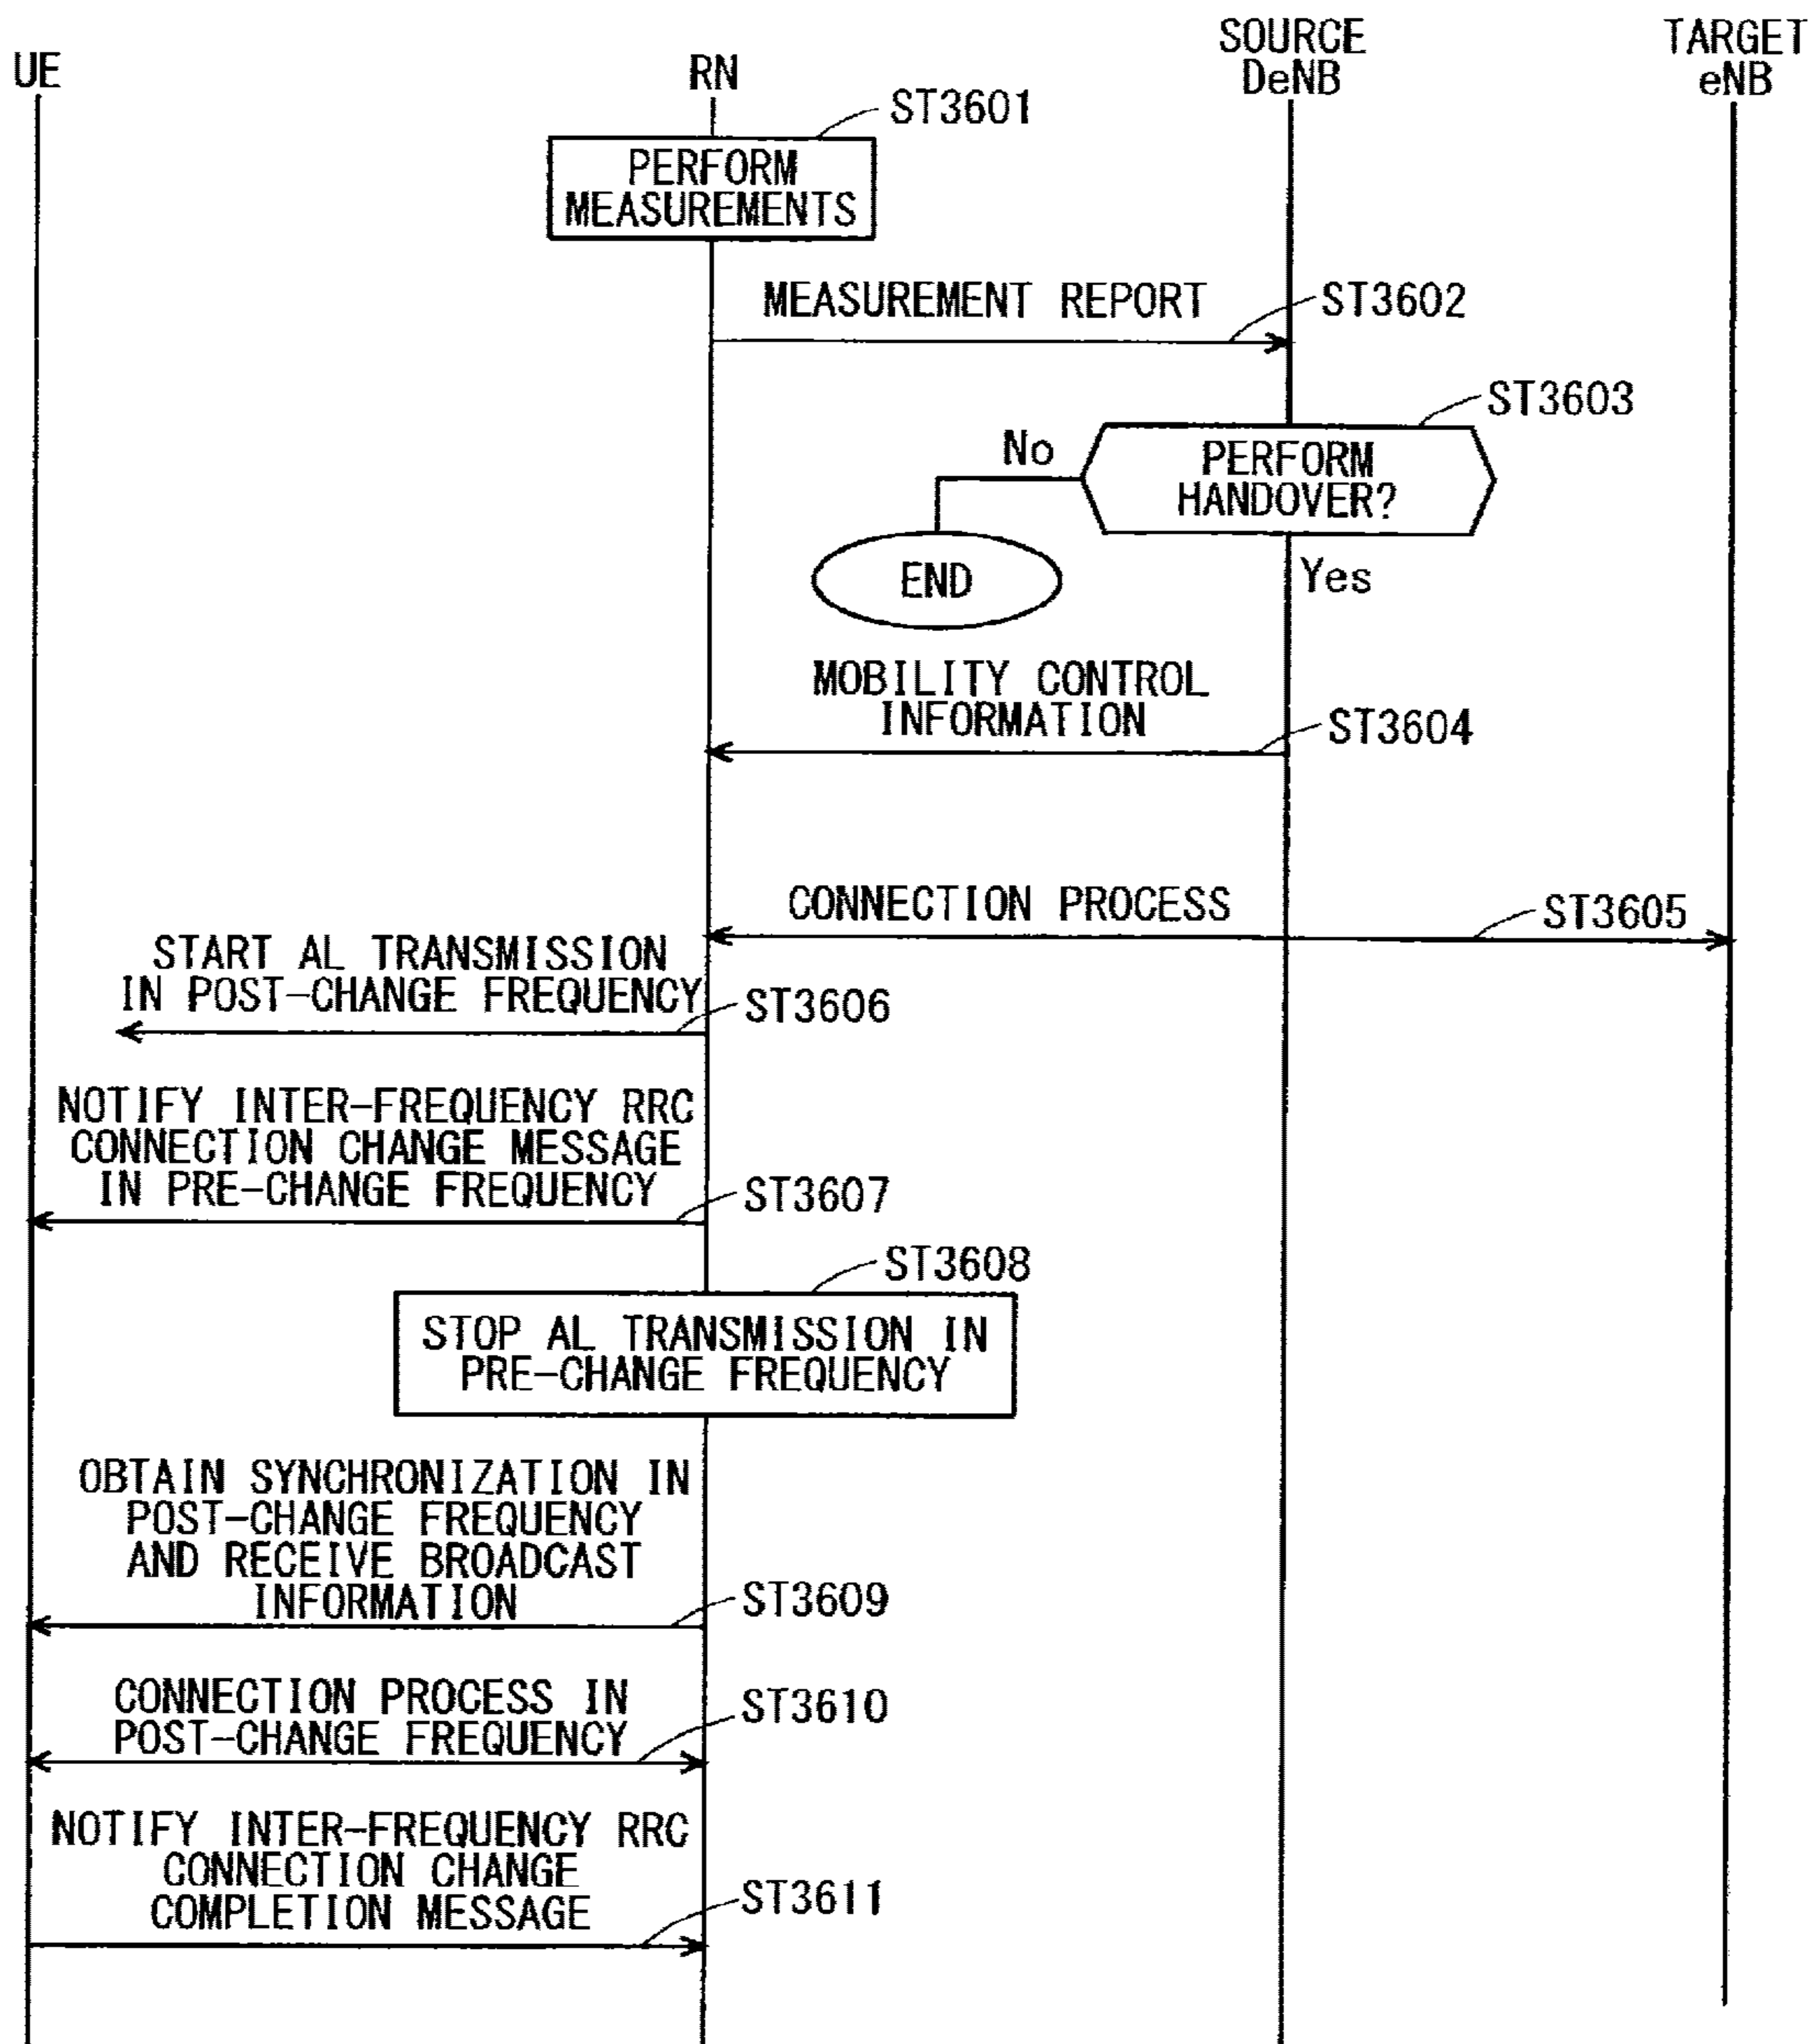 UE
RN
SOURCE
DeNB
TARGET
eNB
ST3601
PERFORM
MEASUREMENTS
MEASUREMENT REPORT
ST3602
ST3603
No
PERFORM
HANDOVER?
END
Yes
MOBILITY CONTROL
INFORMATION
ST3604
CONNECTION PROCESS
ST3605
START AL TRANSMISSION
IN POST-CHANGE FREQUENCY
ST3606
NOTIFY INTER-FREQUENCY RRC
CONNECTION CHANGE MESSAGE
IN PRE-CHANGE FREQUENCY
ST3607
ST3608
STOP AL TRANSMISSION IN
PRE-CHANGE FREQUENCY
OBTAIN SYNCHRONIZATION IN
POST-CHANGE FREQUENCY
AND RECEIVE BROADCAST
INFORMATION
ST3609
CONNECTION PROCESS IN
POST-CHANGE FREQUENCY
ST3610
NOTIFY INTER-FREQUENCY RRC
CONNECTION CHANGE
COMPLETION MESSAGE
ST3611